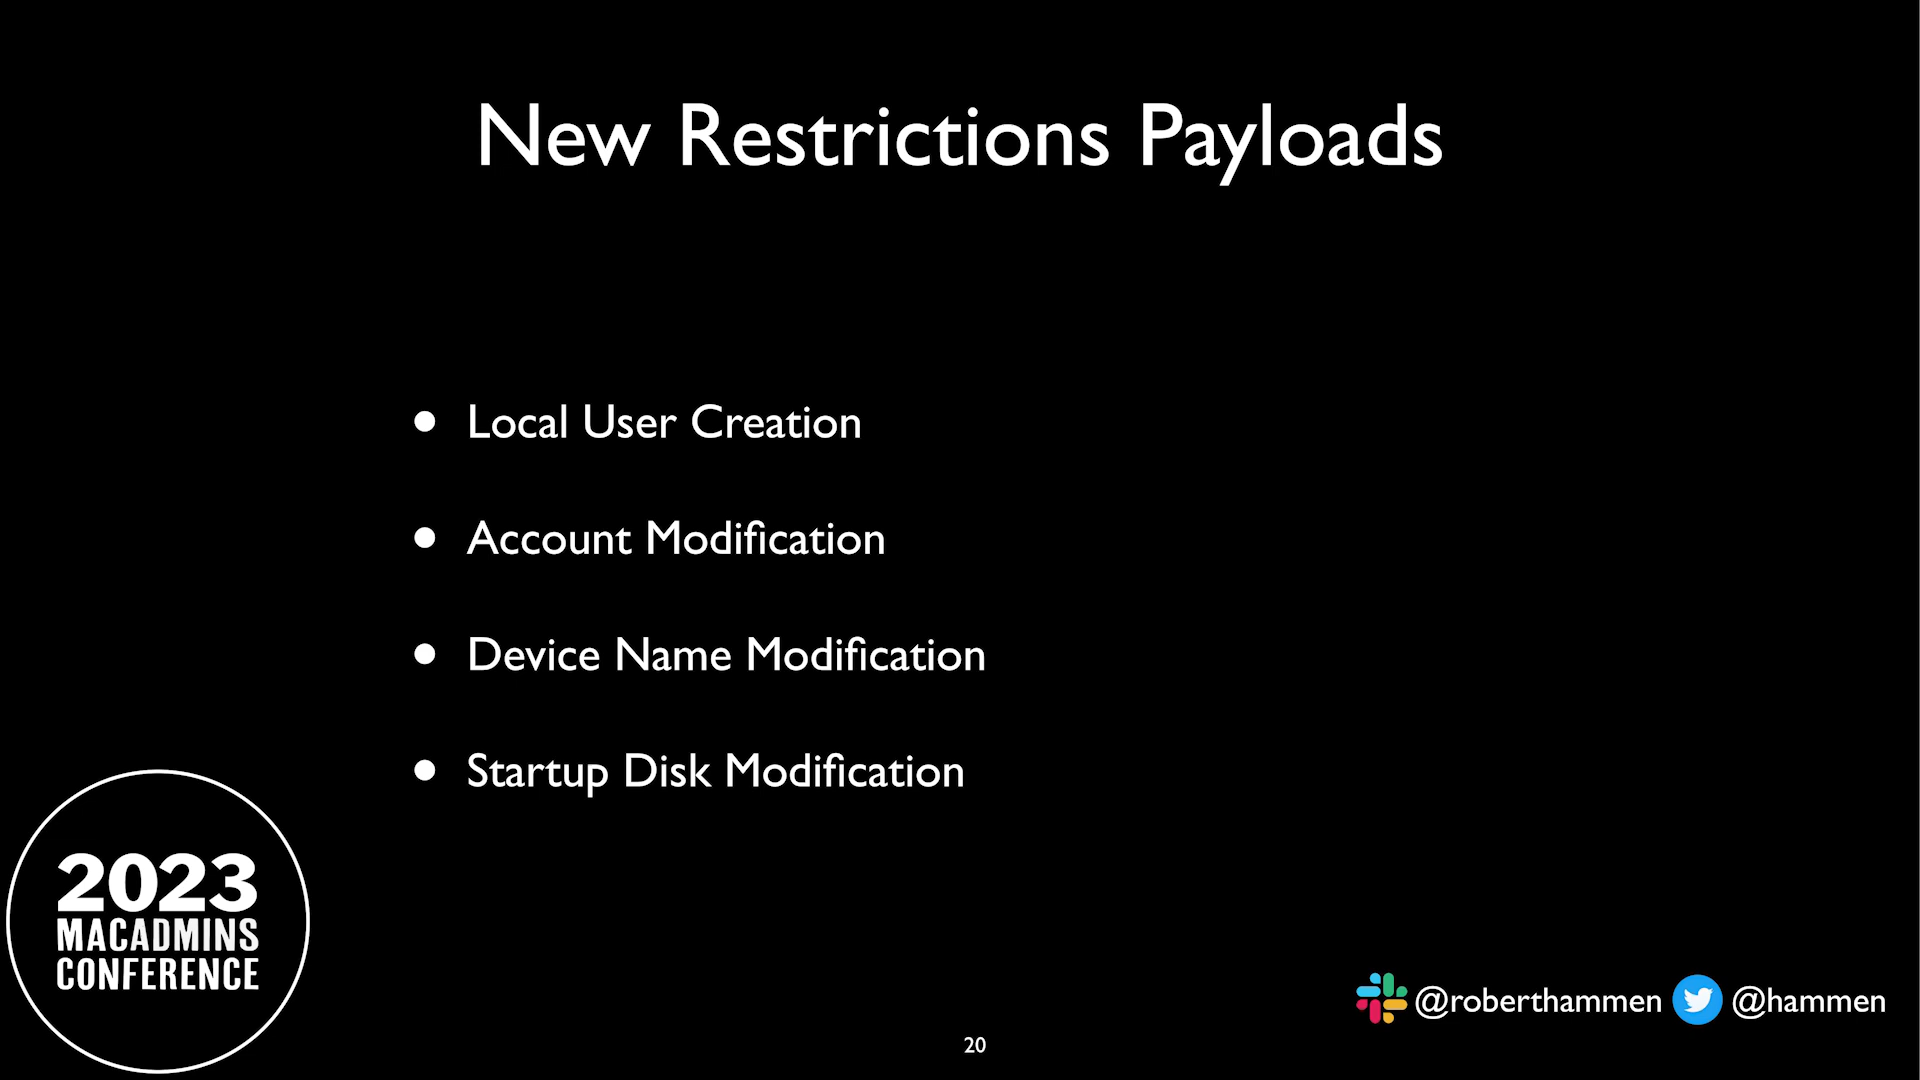 New Restrictions Payloads
• Local User Creation
• Account Modification
• Device Name Modification
• Startup Disk Modification
2023
MACADMINS
CONFERENCE
@roberthammen @hammen
20